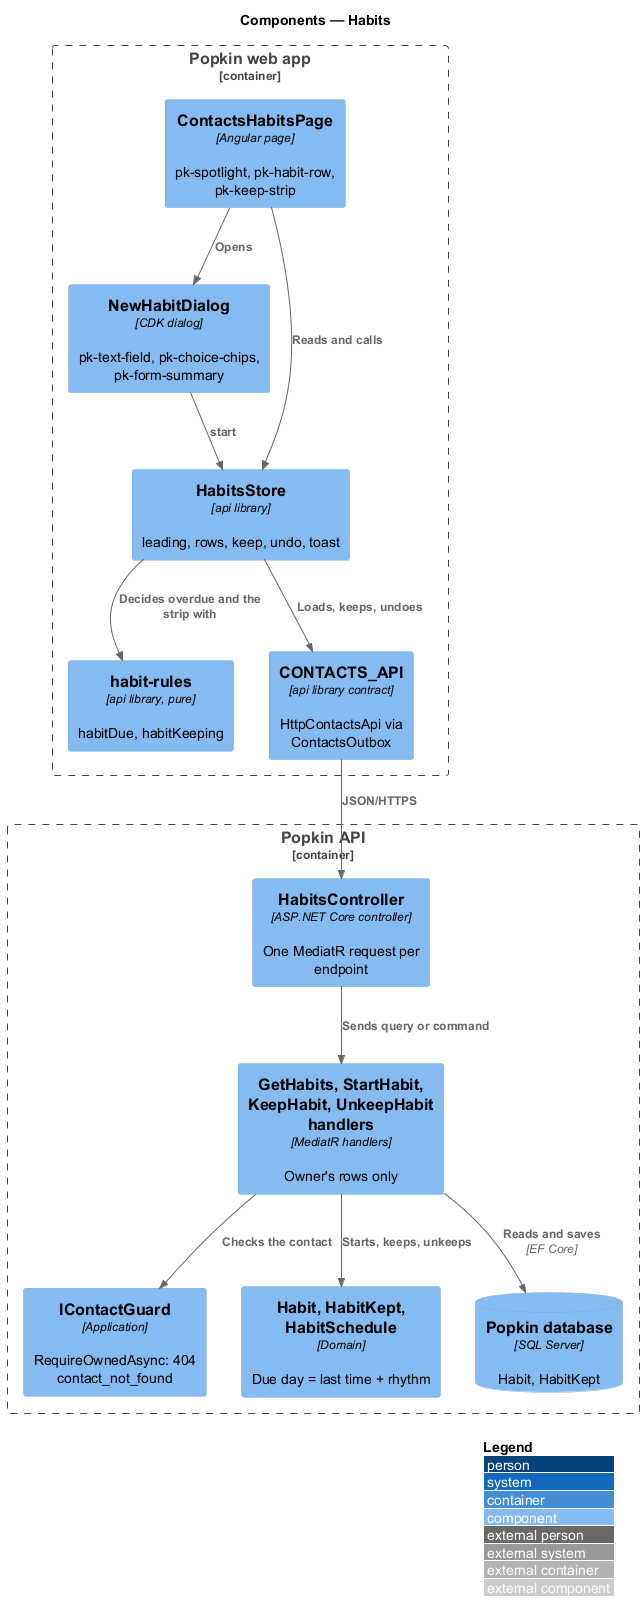 Components — Habits
Popkin web app
[container]
ContactsHabitsPage
[Angular page]
pk-spotlight, pk-habit-row,
pk-keep-strip
Opens
Reads and calls
NewHabitDialog
[CDK dialog]
pk-text-field, pk-choice-chips,
pk-form-summary
start
HabitsStore
[api library]
leading, rows, keep, undo, toast
Decides overdue and the
strip with
Loads, keeps, undoes
habit-rules
[api library, pure]
habitDue, habitKeeping
CONTACTS_API
[api library contract]
HttpContactsApi via
ContactsOutbox
JSON/HTTPS
Popkin API
[container]
HabitsController
[ASP.NET Core controller]
One MediatR request per
endpoint
Sends query or command
GetHabits, StartHabit,
KeepHabit, UnkeepHabit
handlers
[MediatR handlers]
Owner's rows only
Checks the contact
Starts, keeps, unkeeps
Reads and saves
[EF Core]
IContactGuard
[Application]
RequireOwnedAsync: 404
contact_not_found
Habit, HabitKept,
HabitSchedule
[Domain]
Due day = last time + rhythm
Popkin database
[SQL Server]
Habit, HabitKept
Legend
person
system
container
component
external person
external system
external container
external component